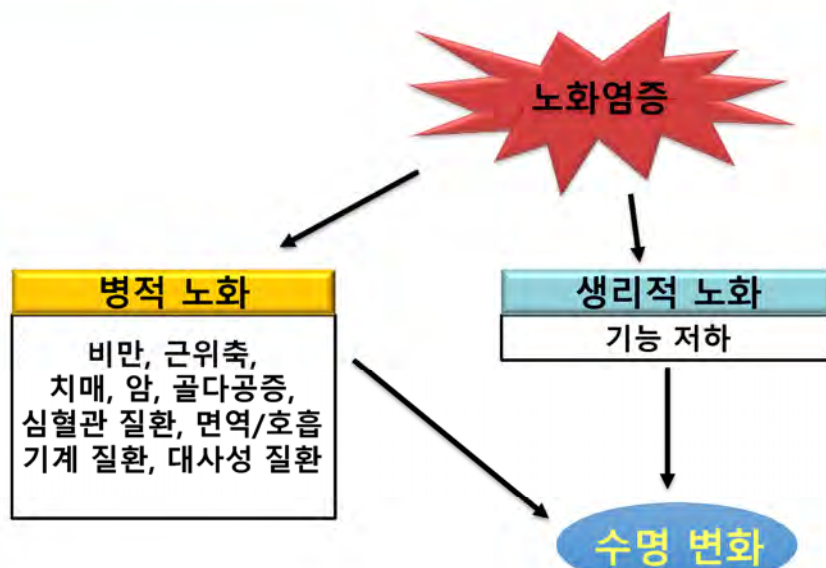 노화염증
병적 노화
비만, 근위축,
치매, 암, 골다공증,
심혈관 질환, 면역/호흡
기계 질환, 대사성 질환
생리적 노화
기능 저하
수명 변화